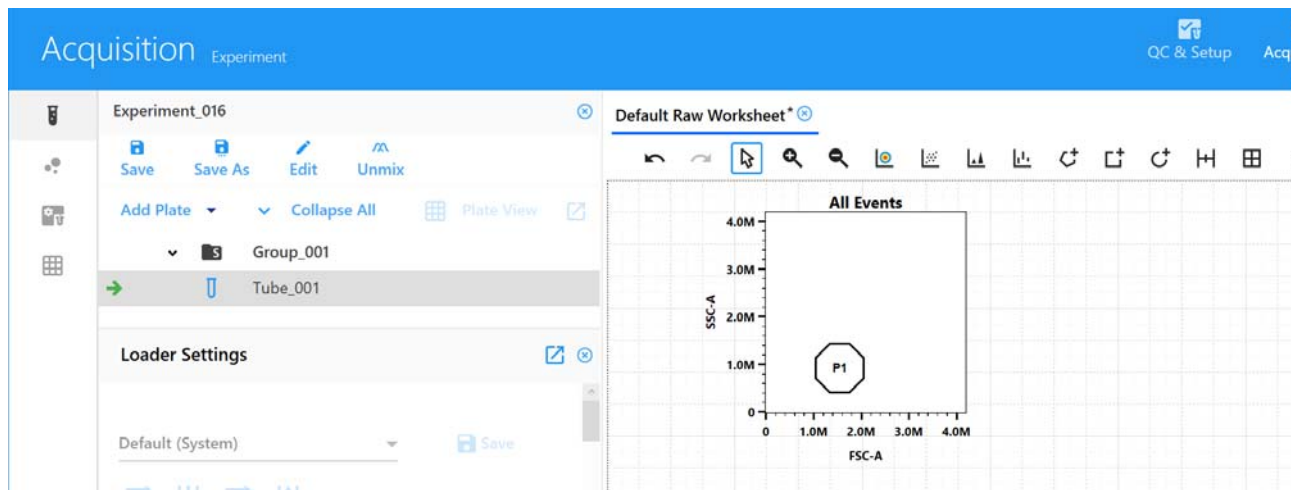 Acquisition Experiment
QC & Setup
Acq
Experiment_016
Save Save As Edit Unmix
Add Plate Collapse All Plate View
S Group_001
Tube_001
Loader Settings
Default (System) Save
Default Raw Worksheet*
All Events
4.0M
3.0M
2.0M
1.0M
0
SSC-A
P1
0 1.0M 2.0M 3.0M 4.0M
FSC-A